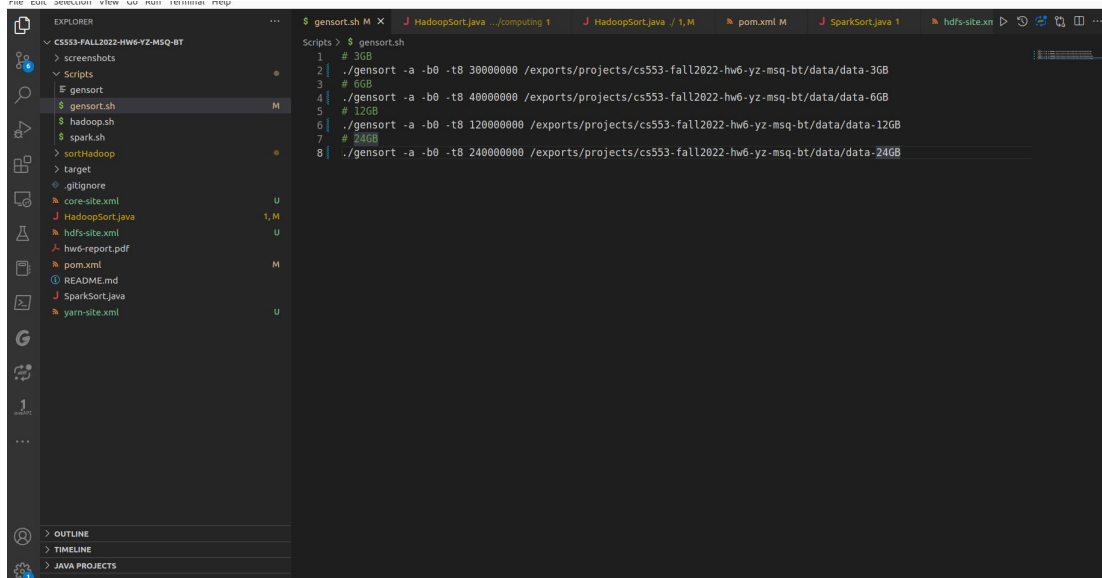 File Edit Selection View Go Run Terminal Help
EXPLORER
CS553-FALL2022-HW6-YZ-MSQ-BT
screenshots
Scripts
gensort
$ gensort.sh M
$ hadoop.sh
$ spark.sh
sortHadoop
target
.gitignore
core-site.xml U
J HadoopSort.java 1, M
hdfs-site.xml U
hw6-report.pdf
pom.xml M
README.md
J SparkSort.java
yarn-site.xml U
OUTLINE
TIMELINE
JAVA PROJECTS
$ gensort.sh M X J HadoopSort.java .../computing 1 J HadoopSort.java ./ 1, M pom.xml M J SparkSort.java 1 hdfs-site.xm
Scripts > $ gensort.sh
1 # 3GB
2 ./gensort -a -b0 -t8 30000000 /exports/projects/cs553-fall2022-hw6-yz-msq-bt/data/data-3GB
3 # 6GB
4 ./gensort -a -b0 -t8 40000000 /exports/projects/cs553-fall2022-hw6-yz-msq-bt/data/data-6GB
5 # 12GB
6 ./gensort -a -b0 -t8 120000000 /exports/projects/cs553-fall2022-hw6-yz-msq-bt/data/data-12GB
7 # 24GB
8 ./gensort -a -b0 -t8 240000000 /exports/projects/cs553-fall2022-hw6-yz-msq-bt/data/data-24GB